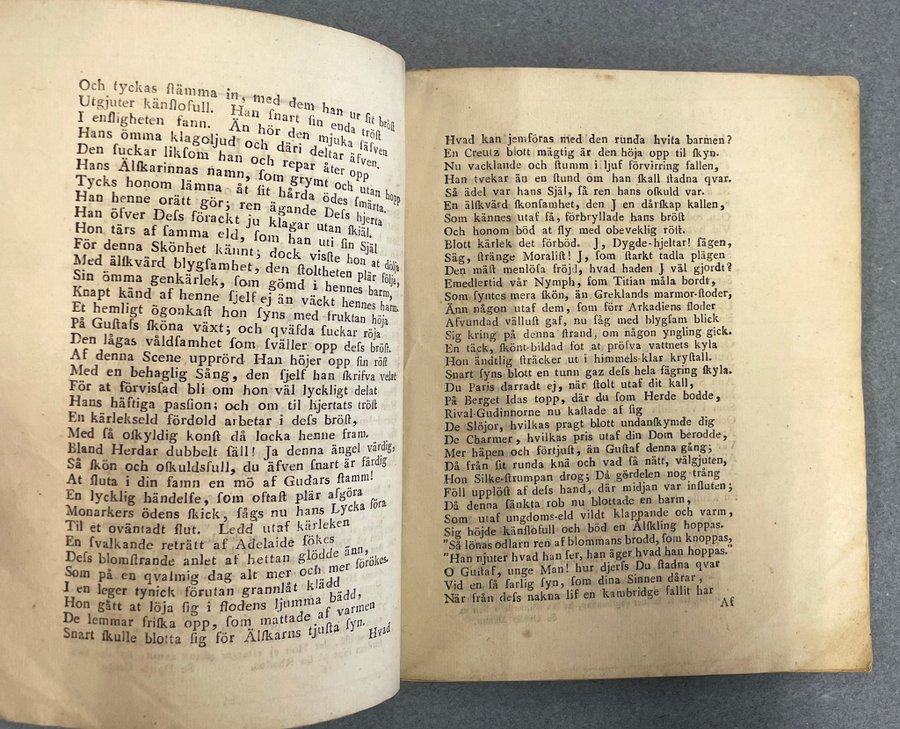 Och tyckas ſtämma in, med dem han ur ſit bröſt
Utgjuter känſlofull. Han ſnart ſin enda tröſt
I enſligheten fann. Än hör den mjuka ſäfven
Hans ömma klagoljud och däri deltar äfven.
Den ſuckar likſom han och repar åter opp
Hans Älſkarinnas namn, ſom grymt och utan hopp
Tycks honom lämna åt ſit hårda ödes ſmärta.
Han henne orätt gör; ren ägande Deſs hjerta
Han öfver Deſs förackt ju klagar utan ſkiäl.
Hon tärs af ſamma eld, ſom han uti ſin Själ
För denna Skönhet kännt; dock viſste hon at dölja
Med älſkvärd blygſamhet, den ſtoltheten plär följa,
Sin ömma genkärlek, ſom gömd i hennes barm,
Knapt känd af henne ſjelf ej än väckt hennes harm.
Et hemligt ögonkaſt hon ſyns med fruktan höja
På Guſtafs ſköna växt; och qväfda ſuckar röja
Den lågas våldſamhet ſom ſväller opp deſs bröſt.
Af denna Scene upprörd Han höjer opp ſin röſt
Med en behaglig Sång, den ſjelf han ſkrifva velat
För at förviſsad bli om hon väl lyckligt delat
Hans häftiga paſsion; och om til hjertats tröſt
En kärlekseld fördold arbetar i deſs bröſt,
Med ſå oſkyldig konſt då locka henne fram.
Bland Herdar dubbelt ſäll! Ja denna ängel värdig,
Så ſkön och oſkuldsfull, du äfven ſnart är färdig
At ſluta i din famn en mö af Gudars ſtamm!
En lycklig händelſe, ſom oftaſt plär afgöra
Monarkers ödens ſkick, ſågs nu hans Lycka föra
Til et oväntadt ſlut. Ledd utaf kärleken
En ſvalkande reträtt af Adelaide ſökes
Deſs blomſtrande anlet af hettan glödde änn,
Som på en qvalmig dag alt mer och mer förökes.
I en leger tynick förutan grannlåt klädd
Hon gått at löja ſig i flodens ljumma bädd,
De lemmar friſka opp, ſom mattade af varmen
Snart ſkulle blotta ſig för Älſkarns tjuſta ſyn.
Hvad
Hvad kan jemföras med den runda hvita barmen?
En Creutz blott mägtig är den höja opp til ſkyn.
Nu vacklande och ſtumm i ljuf förvirring fallen,
Han tvekar äu en ſtund om han ſkall ſtadna qvar.
Så ädel var hans Själ, ſå ren hans oſkuld var.
En älſkvärd ſkonſamhet, den J en dårſkap kallen,
Som kännes utaf ſå, förbryllade hans bröſt
Och honom böd at fly med obeveklig röſt.
Blott kärlek det förböd. J, Dygde-hjeltar! ſägen,
Säg, ſtränge Moraliſt! J, ſom ſtarkt tadla plägen
Den mäſt menlöſa fröjd, hvad haden J väl gjordt?
Emedlertid vår Nymph, ſom Titian måla bordt,
Som ſyntes mera ſkön, än Greklands marmor-ſtoder,
Änn någon utaf dem, ſom förr Arkadiens floder
Afvundad välluſt gaf, nu ſåg med blygſam blick
Sig kring på denna ſtrand, om någon yngling gick.
En täck, ſkönt-bildad fot at pröfva vattmets kyla
Hon ändtlig ſträcker ut i himmels-klar kryſtall.
Snart ſyns blott en tunn gaz deſs hela fägring ſkyla.
Du Paris darradt ej, när ſtolt utaf dit kall,
På Berget Idas topp, där du ſom Herde bodde,
Rival-Gudinnorne nu kaſtade af ſig
De Slöjor, hvilkas pragt blott undanſkymde dig
De Charmer, hvilkas pris utaf din Dom berodde,
Mer häpen och förtjuſt, än Guſtaf denna gång;
Då från ſit runda knä och vad ſå nätt, välgjuten,
Hon Silke-ſtrumpan drog; Då gördelen nog trång
Föll upplöſt af deſs hand, där midjan var influten;
Då denna ſänkta rob nu blottade en barm,
Som utaf ungdoms-eld vildt klappande och varm,
Sig höjde känſlofull och böd en Älſkling hoppas.
"Så lönas odlarn ren af blommans brodd, ſom knoppas,
"Han njuter hvad han ſer, han äger hvad han hoppas."
O Guſtaf, unge Man! hur djerfs Du ſtadna qvar
Vid en ſå farlig ſyn, ſom dina Sinnen dårar,
När från deſs nakna lif en kambridge fallit har
Af